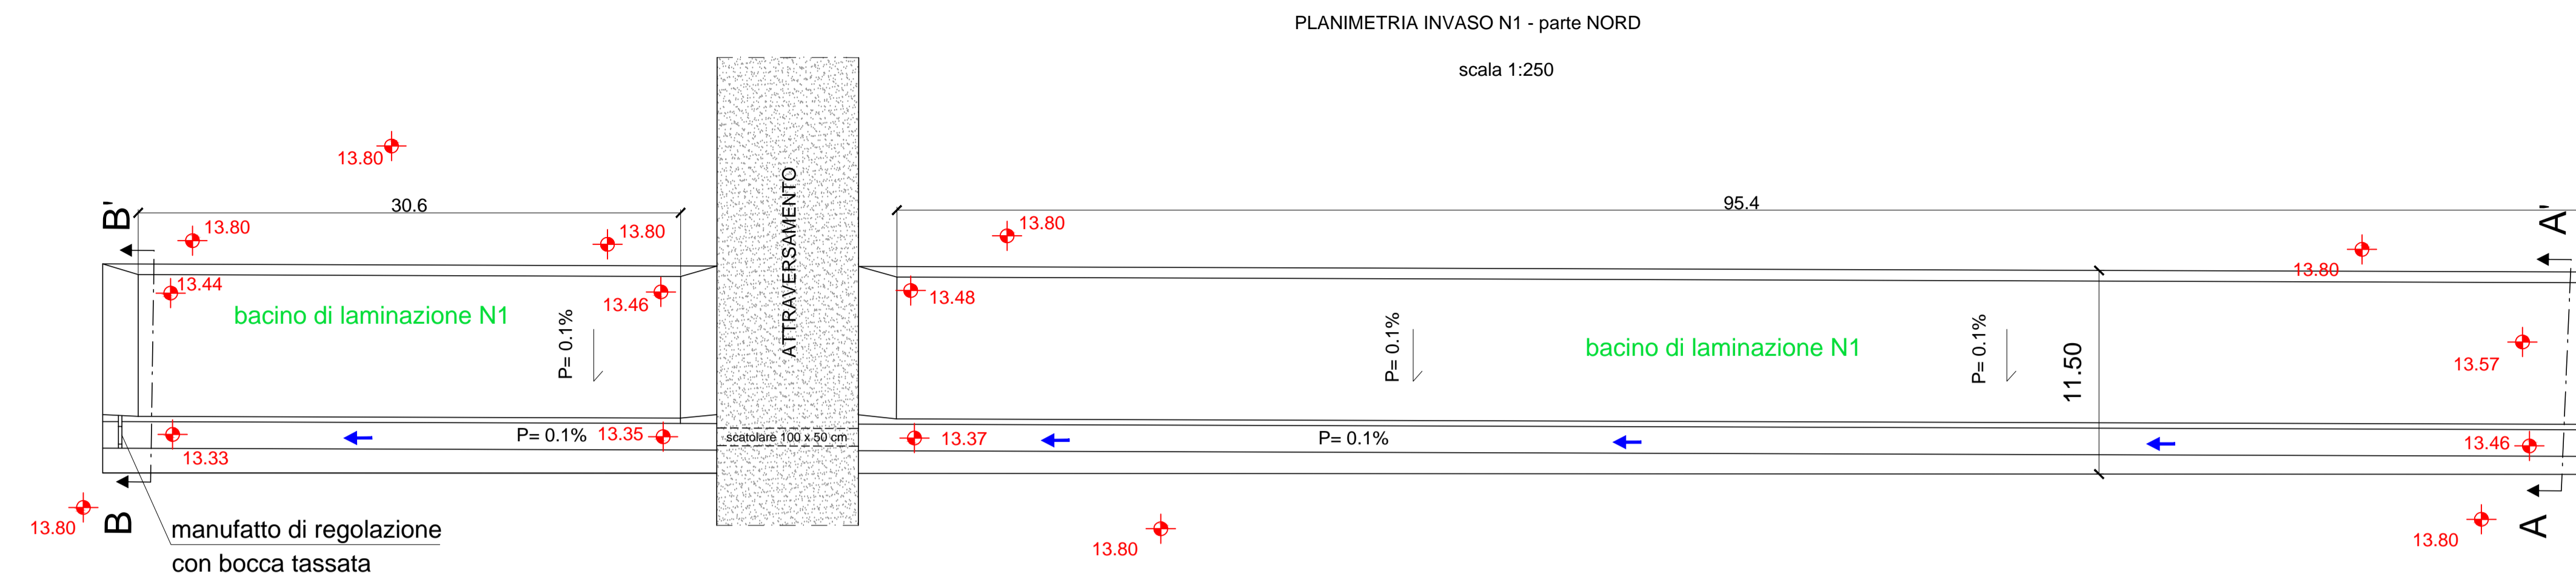 PLANIMETRIA INVASO N1 - parte NORD
scala 1:250
13.80
30.6
95.4
B'
A'
13.80
13.80
13.80
13.80
ATTRAVERSAMENTO
13.44
13.46
13.48
bacino di laminazione N1
P= 0.1%
P= 0.1%
bacino di laminazione N1
P= 0.1%
11.50
13.57
P= 0.1%
13.35
scatolare 100 x 50 cm
13.37
P= 0.1%
13.46
13.33
13.80
B
manufatto di regolazione
con bocca tassata
13.80
13.80
A